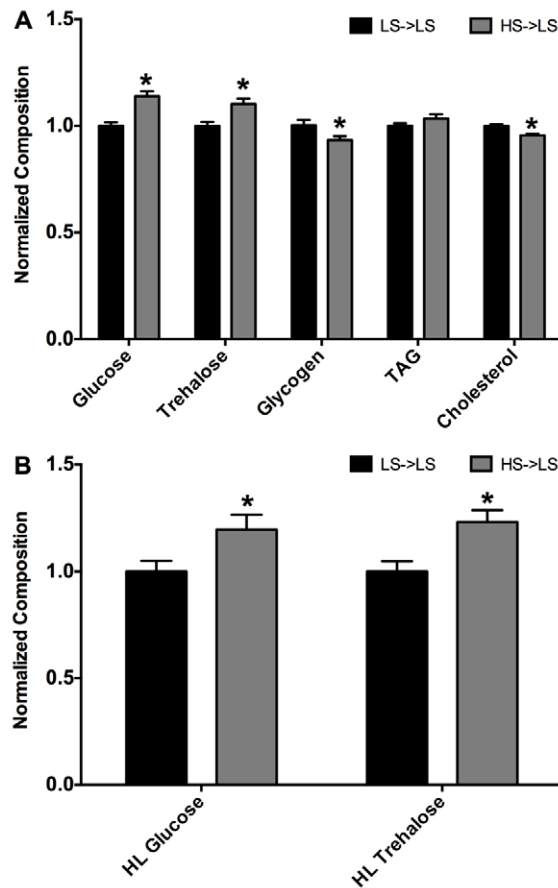 A
LS->LS
HS->LS
Normalized Composition
1.5
1.0
0.5
0.0
*
*
*
*
Glucose
Trehalose
Glycogen
TAG
Cholesterol
B
LS->LS
HS->LS
Normalized Composition
1.5
1.0
0.5
0.0
*
*
HL Glucose
HL Trehalose